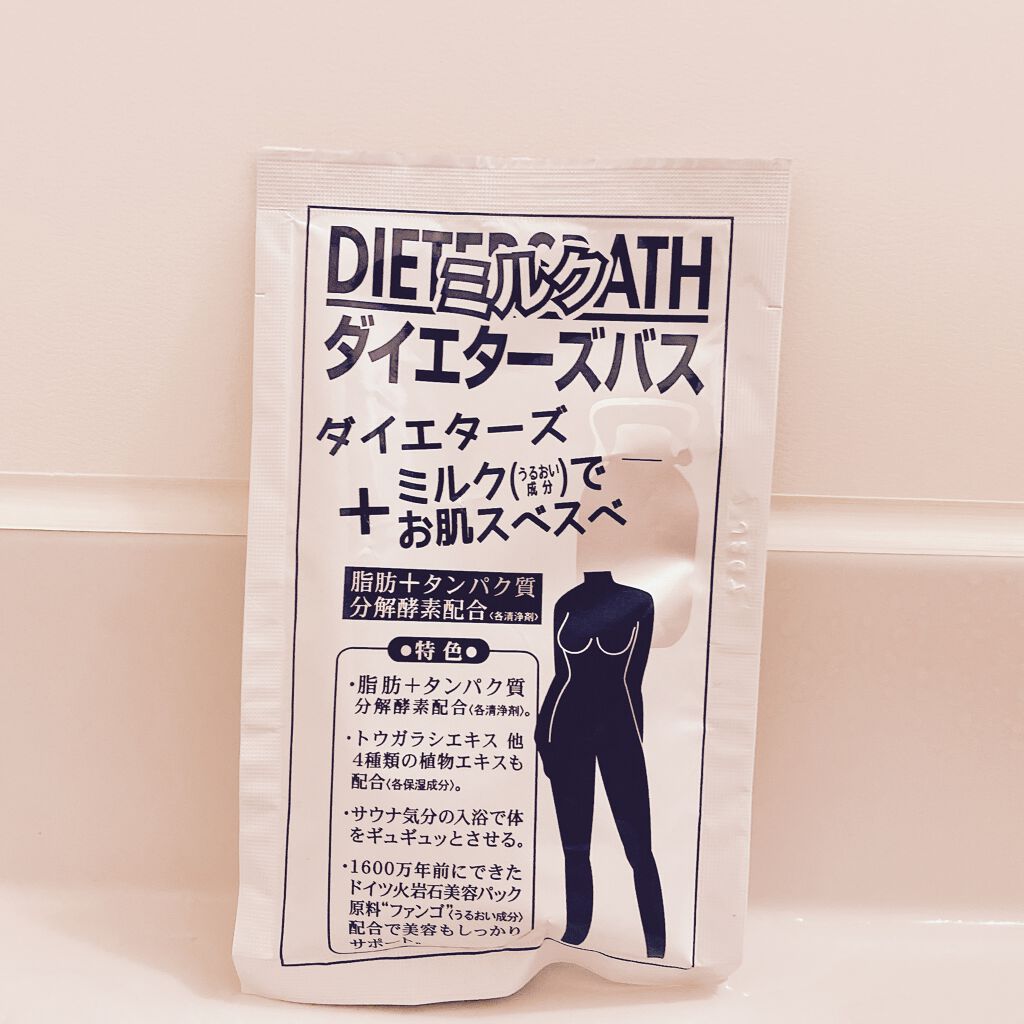 DIETERSBATH
ミルク
ダイエターズバス
ダイエターズ
+ミルク(うるおい成分)で
お肌スベスベ
脂肪+タンパク質
分解酵素配合〈各清浄剤〉
●特色●
・脂肪+タンパク質
分解酵素配合〈各清浄剤〉。
・トウガラシエキス 他
4種類の植物エキスも
配合〈各保湿成分〉。
・サウナ気分の入浴で体
をギュギュッとさせる。
・1600万年前にできた
ドイツ火岩石美容パック
原料“ファンゴ”〈うるおい成分〉
配合で美容もしっかり
サポート。